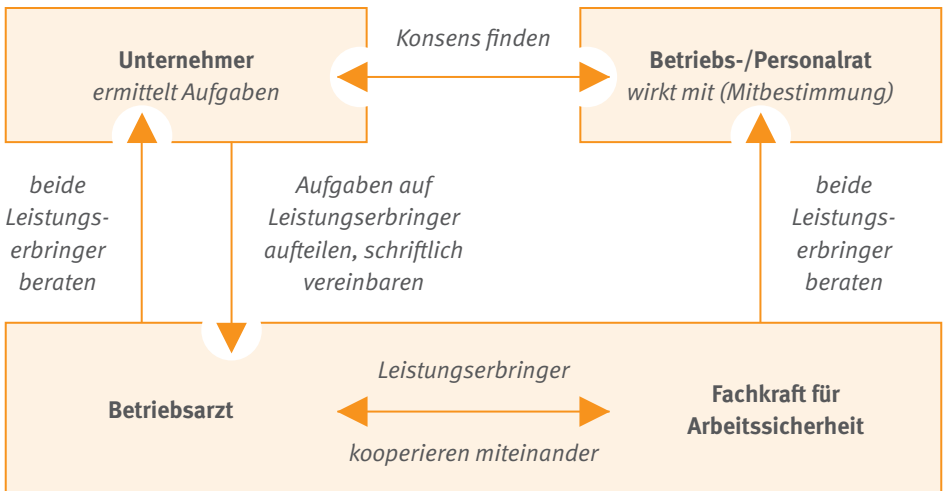 Unternehmer
ermittelt Aufgaben
Konsens finden
Betriebs-/Personalrat
wirkt mit (Mitbestimmung)
beide
Leistungs-
erbringer
beraten
Aufgaben auf
Leistungserbringer
aufteilen, schriftlich
vereinbaren
beide
Leistungs-
erbringer
beraten
Betriebsarzt
Leistungserbringer
kooperieren miteinander
Fachkraft für
Arbeitssicherheit